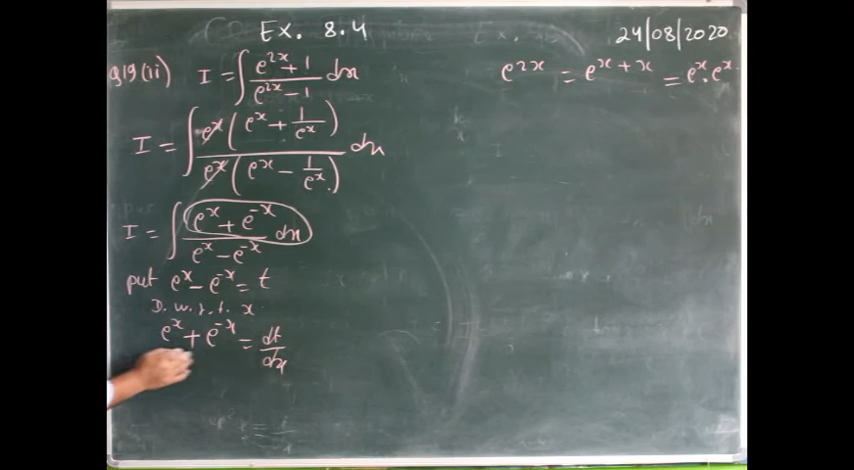 Ex. 8.4
24/08/2020
Q19(ii) I = ∫ (e^{2x}+1)/(e^{2x}-1) dx
e^{2x} = e^{x+x} = e^x.e^x
I = ∫ e^x(e^x + 1/e^x) / e^x(e^x - 1/e^x) dx
I = ∫ (e^x + e^{-x})/(e^x - e^{-x}) dx
put e^x - e^{-x} = t
D. w.r.t. x
e^x + e^{-x} = dt/dx